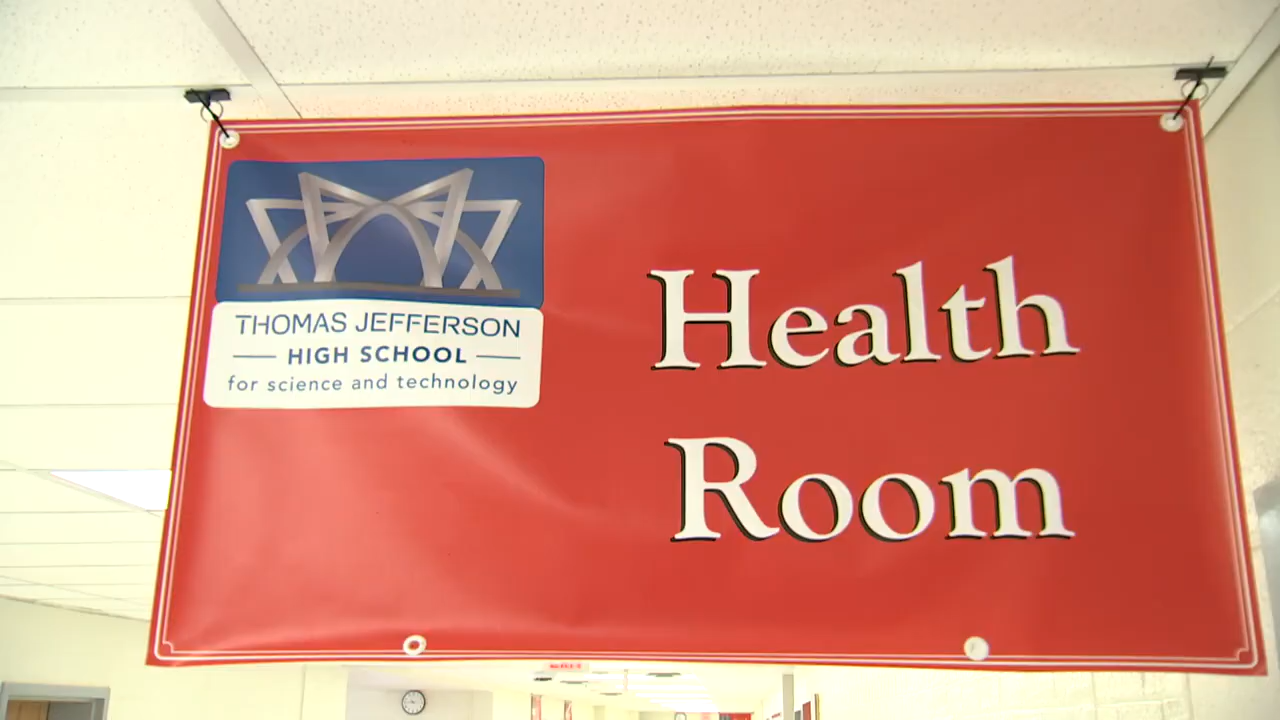 THOMAS JEFFERSON
HIGH SCHOOL
for science and technology
Health
Room